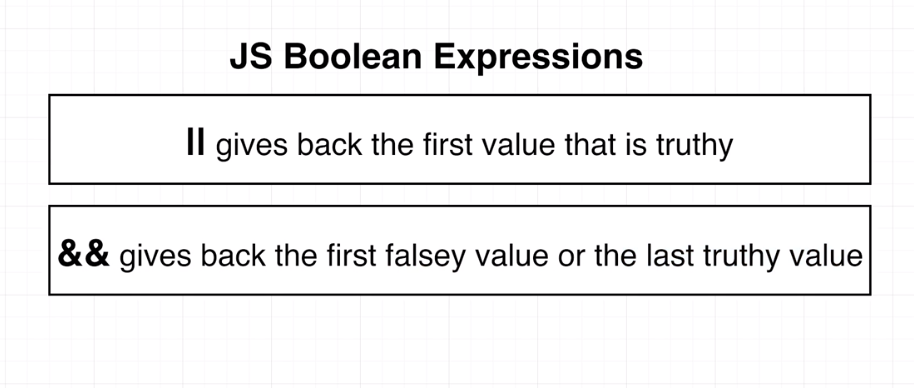 JS Boolean Expressions
|| gives back the first value that is truthy
&& gives back the first falsey value or the last truthy value